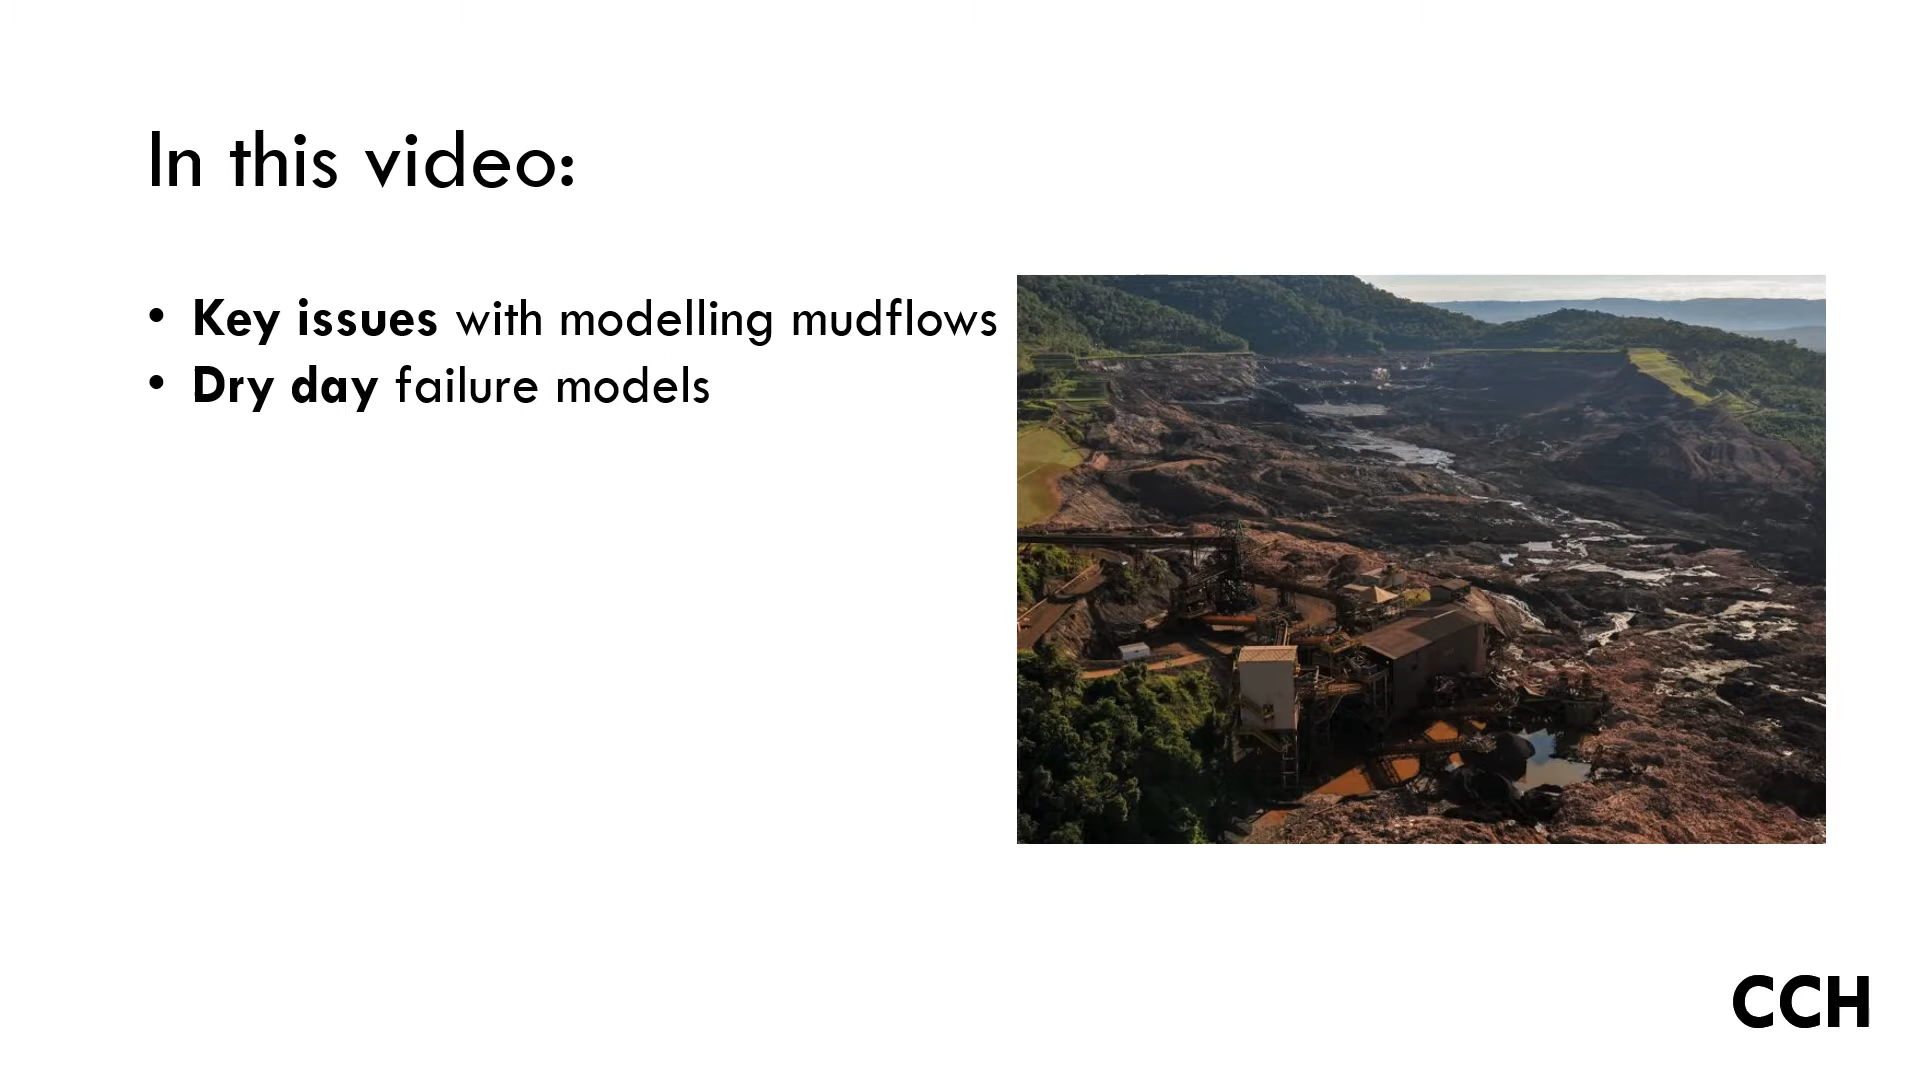 In this video:
• Key issues with modelling mudflows
• Dry day failure models
CCH